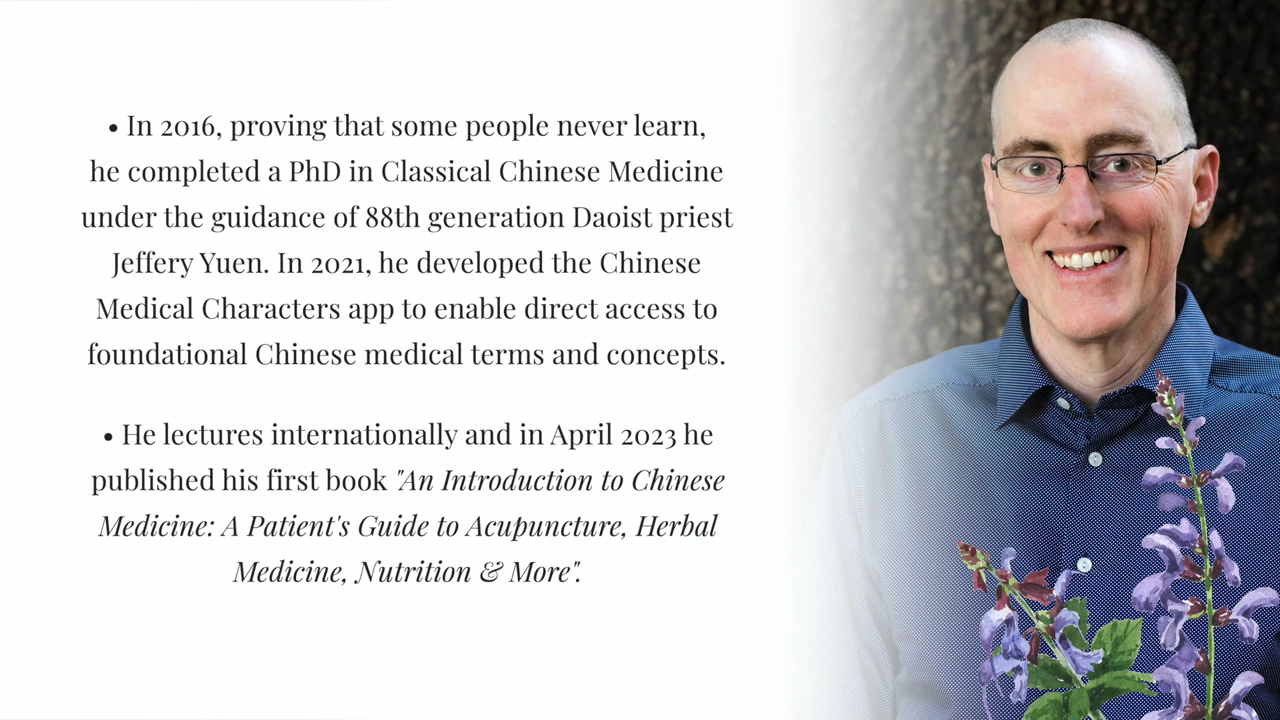 • In 2016, proving that some people never learn,
he completed a PhD in Classical Chinese Medicine
under the guidance of 88th generation Daoist priest
Jeffery Yuen. In 2021, he developed the Chinese
Medical Characters app to enable direct access to
foundational Chinese medical terms and concepts.
• He lectures internationally and in April 2023 he
published his first book "An Introduction to Chinese
Medicine: A Patient's Guide to Acupuncture, Herbal
Medicine, Nutrition & More".